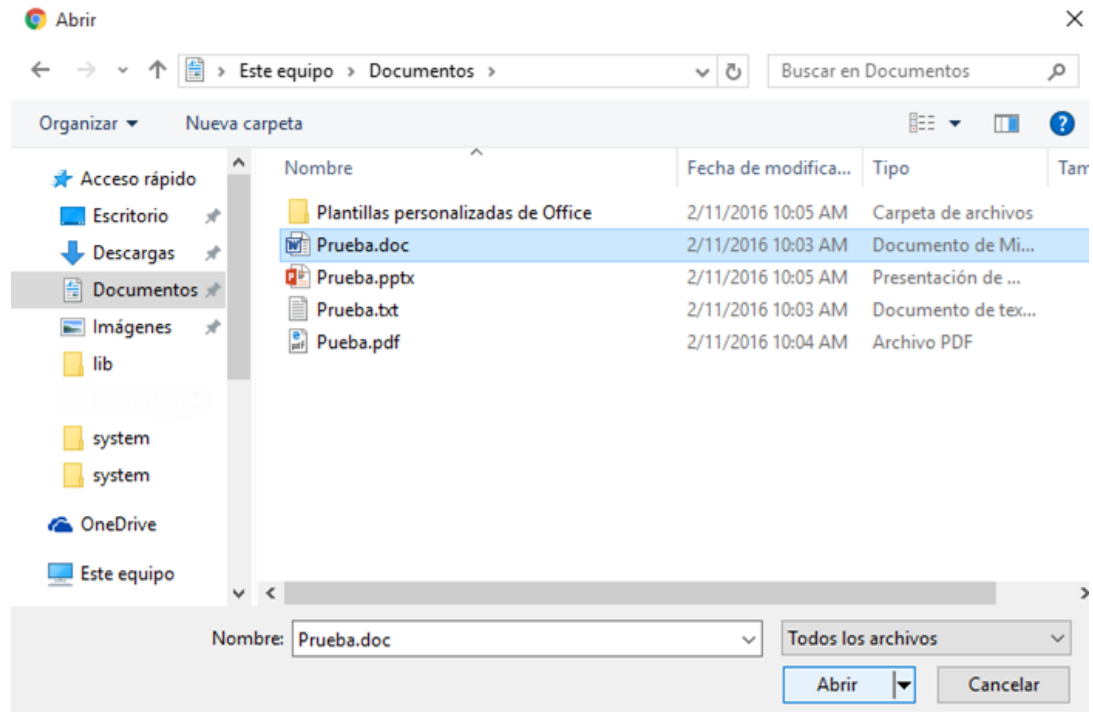 Abrir
Este equipo > Documentos >
Buscar en Documentos
Organizar
Nueva carpeta
?
Acceso rápido
Escritorio
Descargas
Documentos
Imágenes
lib
system
system
OneDrive
Este equipo
Nombre Fecha de modifica... Tipo Tam
Plantillas personalizadas de Office 2/11/2016 10:05 AM Carpeta de archivos
Prueba.doc 2/11/2016 10:03 AM Documento de Mi...
Prueba.pptx 2/11/2016 10:05 AM Presentación de ...
Prueba.txt 2/11/2016 10:03 AM Documento de tex...
Pueba.pdf 2/11/2016 10:04 AM Archivo PDF
Nombre: Prueba.doc
Todos los archivos
Abrir
Cancelar